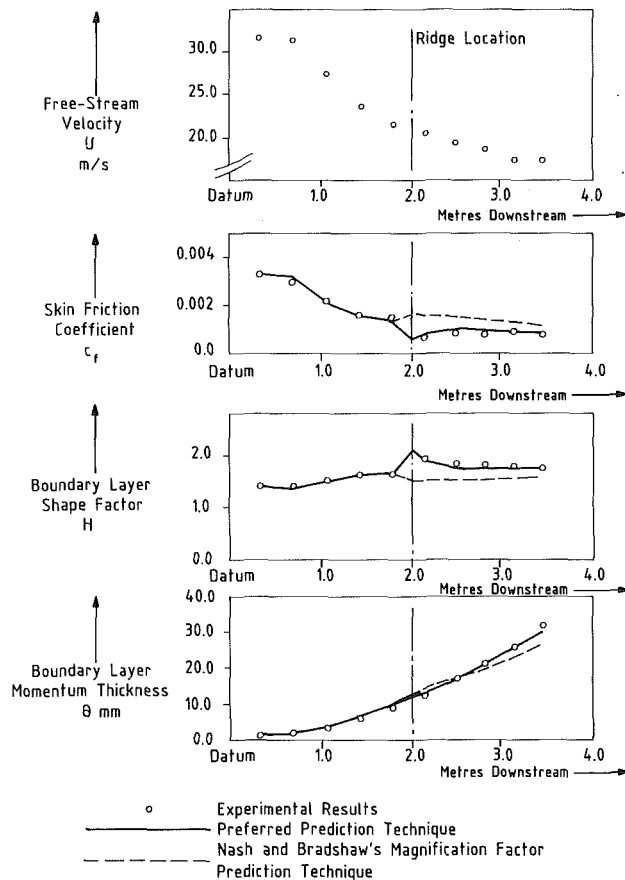 30.0
Ridge Location
Free-Stream
Velocity
U
m/s
20.0
Datum 1.0 2.0 3.0 4.0
Metres Downstream
0.004
Skin Friction
Coefficient
c_f
0.002
0.0
Datum 1.0 2.0 3.0 4.0
Metres Downstream
2.0
Boundary Layer
Shape Factor
H
1.0
0.0
Datum 1.0 2.0 3.0 4.0
Metres Downstream
40.0
30.0
Boundary Layer
Momentum Thickness
θ mm
20.0
10.0
0.0
Datum 1.0 2.0 3.0 4.0
Metres Downstream
Experimental Results
Preferred Prediction Technique
Nash and Bradshaw's Magnification Factor
Prediction Technique